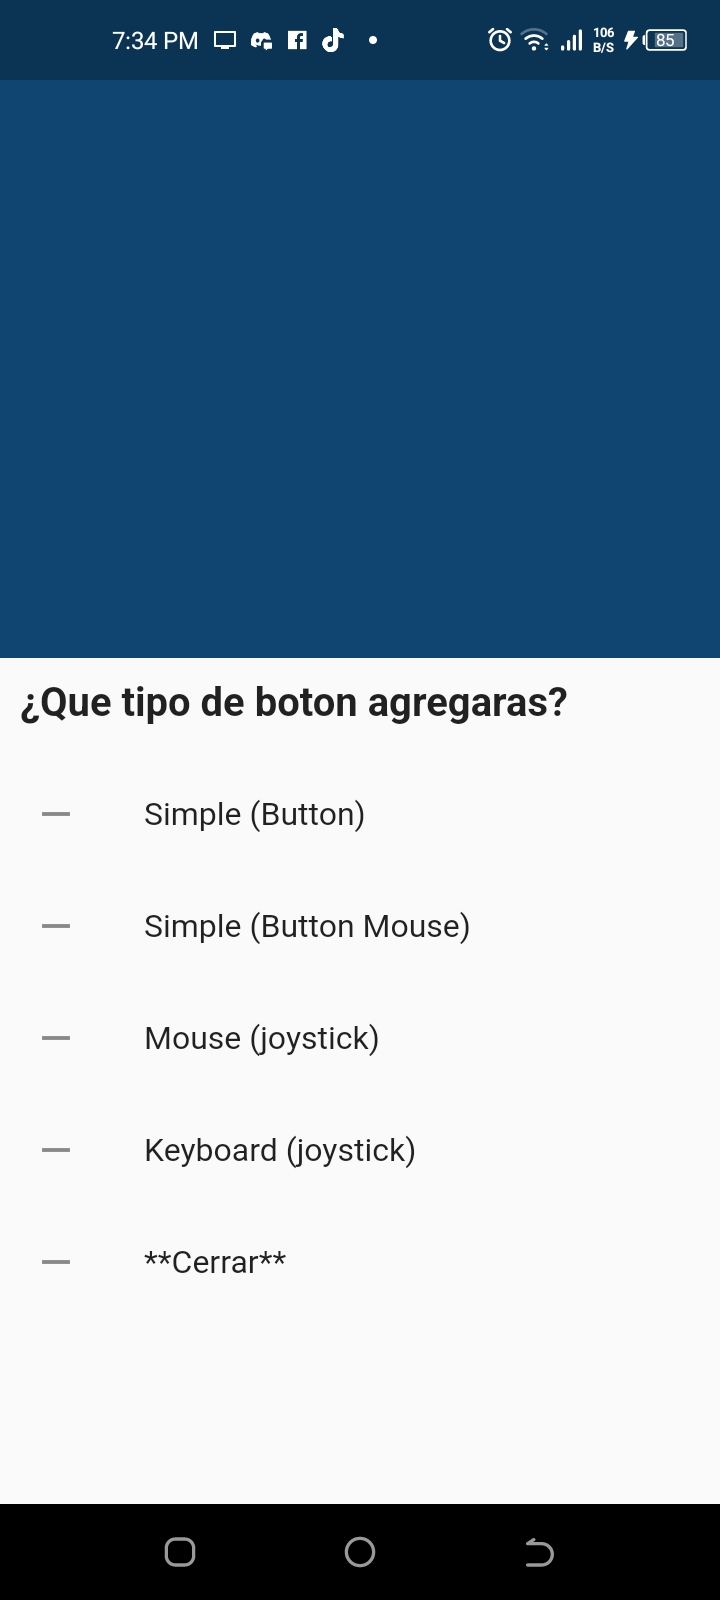 7:34 PM
106
B/S
85
¿Que tipo de boton agregaras?
Simple (Button)
Simple (Button Mouse)
Mouse (joystick)
Keyboard (joystick)
**Cerrar**